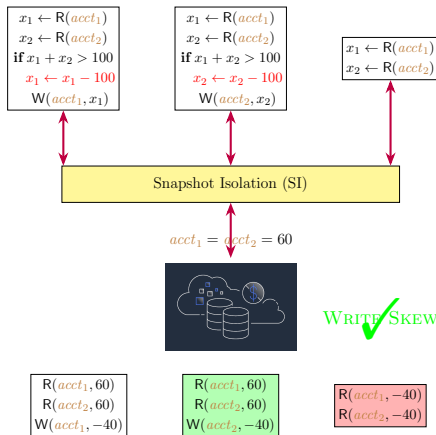 x₁ ← R(acct₁)
x₂ ← R(acct₂)
if x₁ + x₂ > 100
x₁ ← x₁ − 100
W(acct₁, x₁)
x₁ ← R(acct₁)
x₂ ← R(acct₂)
if x₁ + x₂ > 100
x₂ ← x₂ − 100
W(acct₂, x₂)
x₁ ← R(acct₁)
x₂ ← R(acct₂)
Snapshot Isolation (SI)
acct₁ = acct₂ = 60
WRITE SKEW
R(acct₁, 60)
R(acct₂, 60)
W(acct₁, −40)
R(acct₁, 60)
R(acct₂, 60)
W(acct₂, −40)
R(acct₁, −40)
R(acct₂, −40)